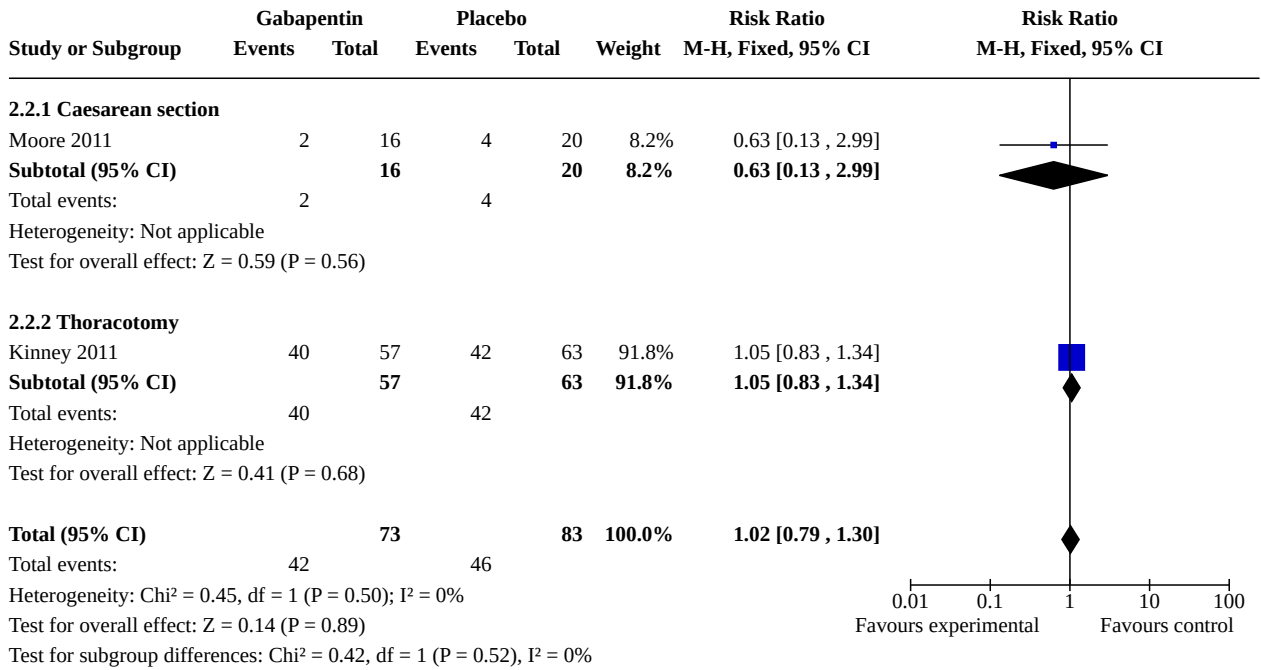 Gabapentin Placebo Risk Ratio Risk Ratio
Study or Subgroup Events Total Events Total Weight M-H, Fixed, 95% CI M-H, Fixed, 95% CI
2.2.1 Caesarean section
Moore 2011 2 16 4 20 8.2% 0.63 [0.13 , 2.99]
Subtotal (95% CI) 16 20 8.2% 0.63 [0.13 , 2.99]
Total events: 2 4
Heterogeneity: Not applicable
Test for overall effect: Z = 0.59 (P = 0.56)
2.2.2 Thoracotomy
Kinney 2011 40 57 42 63 91.8% 1.05 [0.83 , 1.34]
Subtotal (95% CI) 57 63 91.8% 1.05 [0.83 , 1.34]
Total events: 40 42
Heterogeneity: Not applicable
Test for overall effect: Z = 0.41 (P = 0.68)
Total (95% CI) 73 83 100.0% 1.02 [0.79 , 1.30]
Total events: 42 46
Heterogeneity: Chi² = 0.45, df = 1 (P = 0.50); I² = 0%
0.01 0.1 1 10 100
Test for overall effect: Z = 0.14 (P = 0.89)
Favours experimental Favours control
Test for subgroup differences: Chi² = 0.42, df = 1 (P = 0.52), I² = 0%